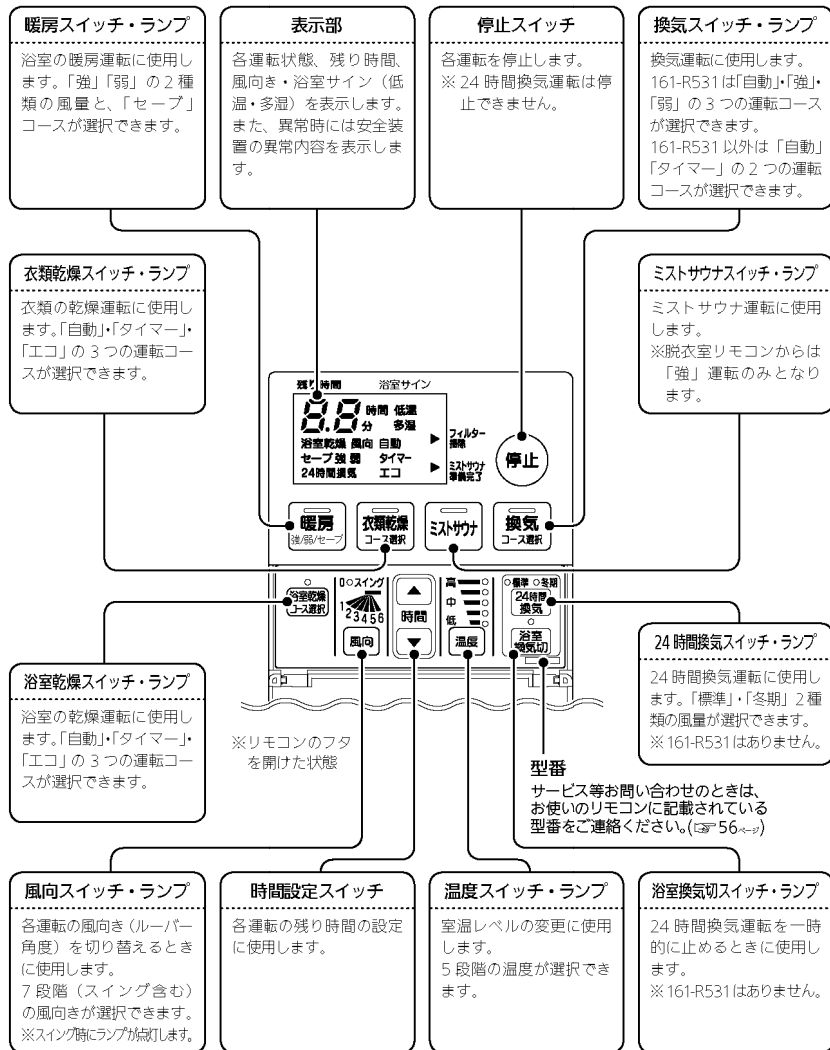 暖房スイッチ・ランプ
浴室の暖房運転に使用し
ます。「強」「弱」の2種
類の風量と、「セーブ」
コースが選択できます。
表示部
各運転状態、残り時間、
風向き・浴室サイン（低
温・多湿）を表示します。
また、異常時には安全装
置の異常内容を表示しま
す。
停止スイッチ
各運転を停止します。
※24時間換気運転は停
止できません。
換気スイッチ・ランプ
換気運転に使用します。
161-R531は「自動」・「強」・
「弱」の3つの運転コース
が選択できます。
161-R531以外は「自動」
「タイマー」の2つの運転
コースが選択できます。
衣類乾燥スイッチ・ランプ
衣類の乾燥運転に使用し
ます。「自動」・「タイマー」・
「エコ」の3つの運転コー
スが選択できます。
ミストサウナスイッチ・ランプ
ミストサウナ運転に使用
します。
※脱衣室リモコンからは
「強」運転のみとなり
ます。
残り時間 浴室サイン
8.8 時間 低温
分 多湿
浴室乾燥 風向 自動
セーブ 強 弱 タイマー
24時間換気 エコ
フィルター
掃除
ミストサウナ
準備完了
停止
暖房
強/弱/セーブ
衣類乾燥
コース選択
ミストサウナ
換気
コース選択
浴室乾燥
コース選択
スイング
1 2 3 4 5 6
風向
時間
高
中
低
温度
標準 冬期
24時間
換気
浴室
換気切
浴室乾燥スイッチ・ランプ
浴室の乾燥運転に使用し
ます。「自動」・「タイマー」・
「エコ」の3つの運転コー
スが選択できます。
※リモコンのフタ
を開けた状態
24時間換気スイッチ・ランプ
24時間換気運転に使用し
ます。「標準」・「冬期」2種
類の風量が選択できます。
※161-R531はありません。
型番
サービス等お問い合わせのときは、
お使いのリモコンに記載されている
型番をご連絡ください。(☞56ページ)
風向スイッチ・ランプ
各運転の風向き（ルーバー
角度）を切り替えるとき
に使用します。
7段階（スイング含む）
の風向きが選択できます。
※スイング時にランプが点灯します。
時間設定スイッチ
各運転の残り時間の設定
に使用します。
温度スイッチ・ランプ
室温レベルの変更に使用
します。
5段階の温度が選択でき
ます。
浴室換気切スイッチ・ランプ
24時間換気運転を一時
的に止めるときに使用し
ます。
※161-R531はありません。